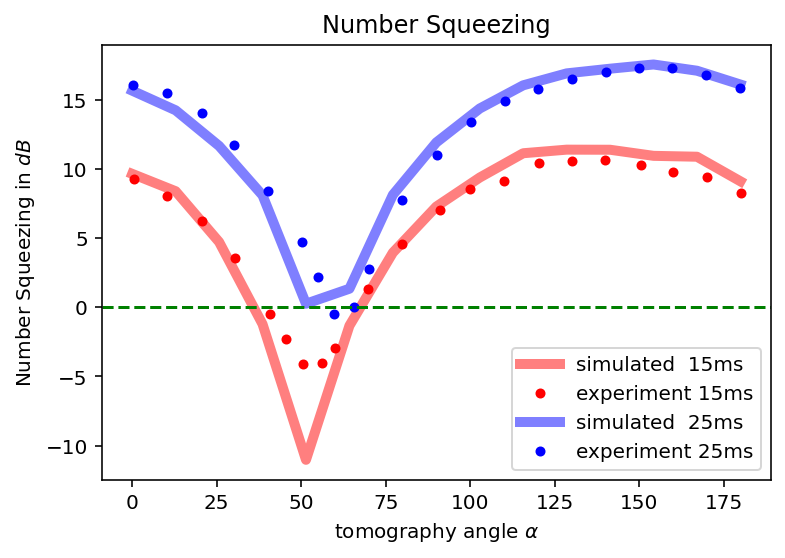 Number Squeezing
Number Squeezing in dB
15
10
5
0
−5
−10
simulated  15ms
experiment 15ms
simulated  25ms
experiment 25ms
0 25 50 75 100 125 150 175
tomography angle α